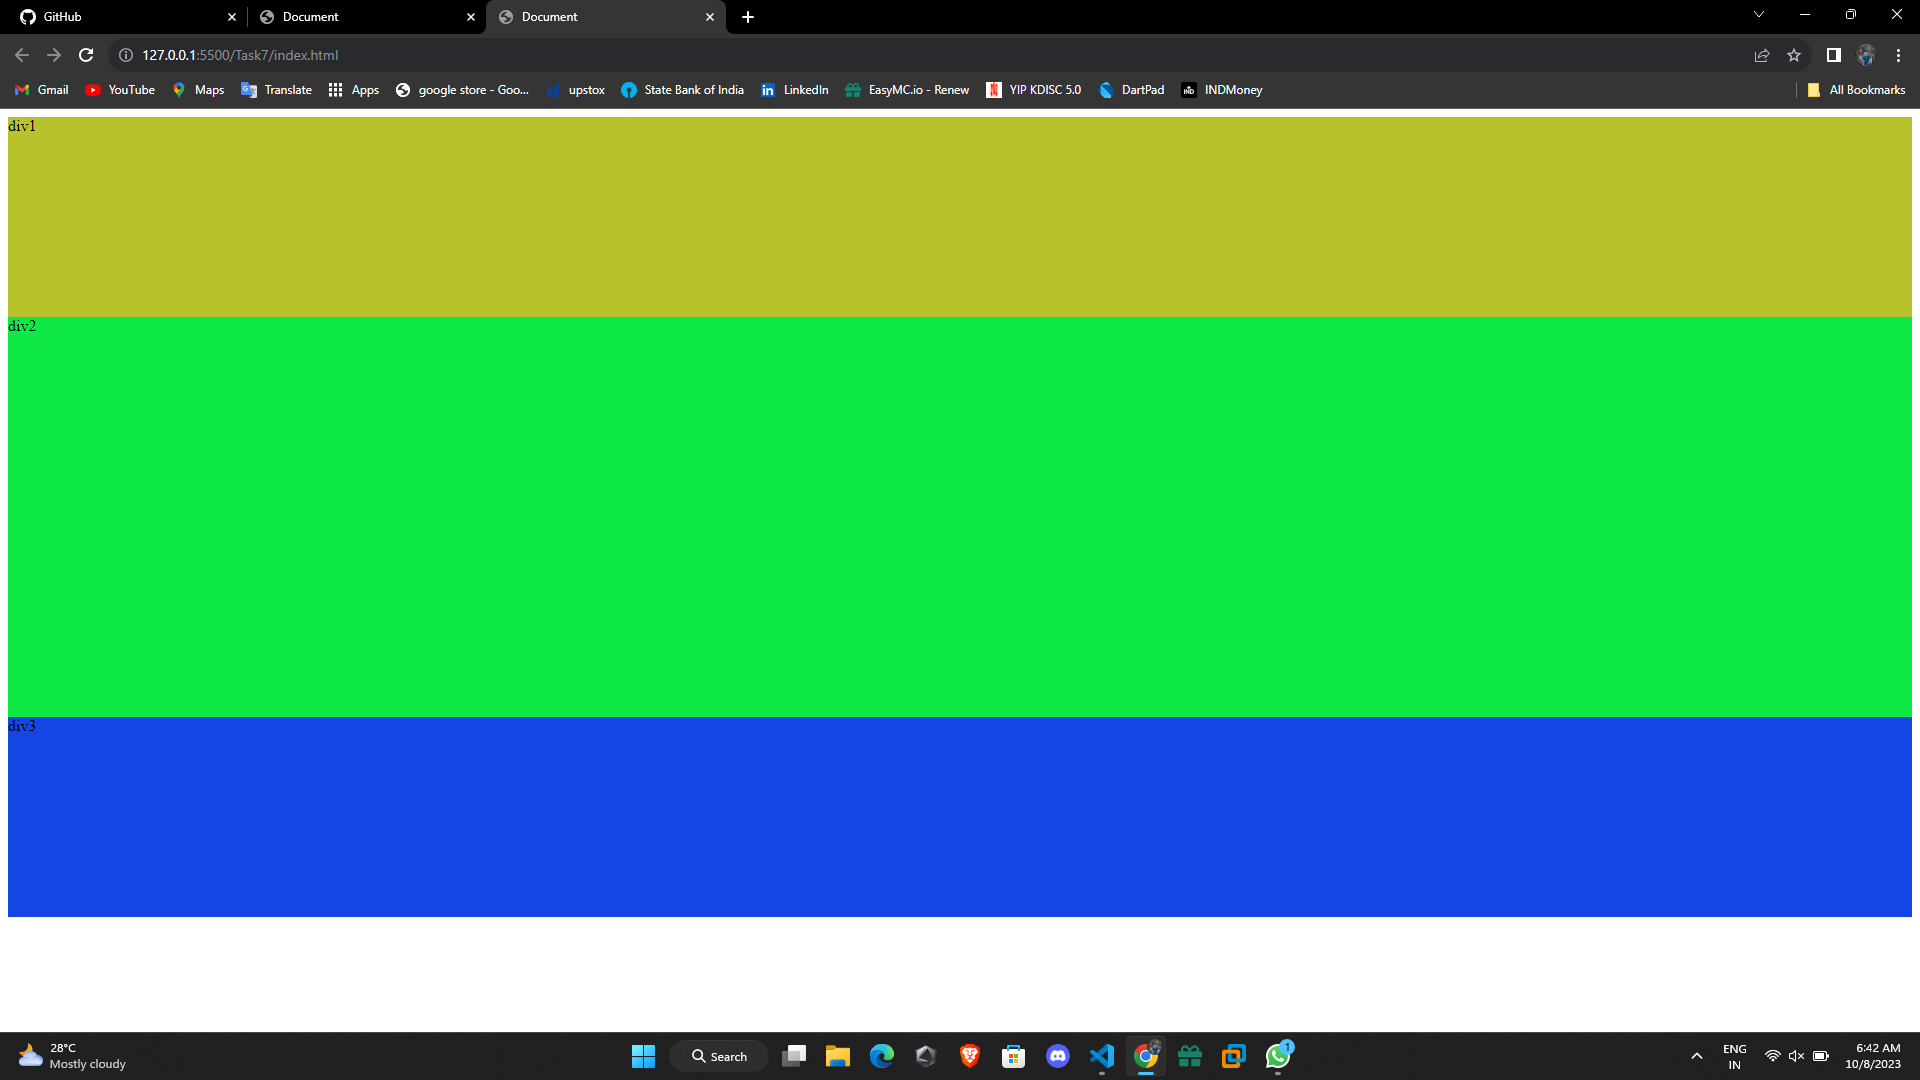 GitHub
Document
Document
127.0.0.1:5500/Task7/index.html
Gmail
YouTube
Maps
Translate
Apps
google store - Goo...
upstox
State Bank of India
LinkedIn
EasyMC.io - Renew
YIP KDISC 5.0
DartPad
INDMoney
All Bookmarks
div1
div2
div3
28°C
Mostly cloudy
Search
1
ENG
IN
6:42 AM
10/8/2023